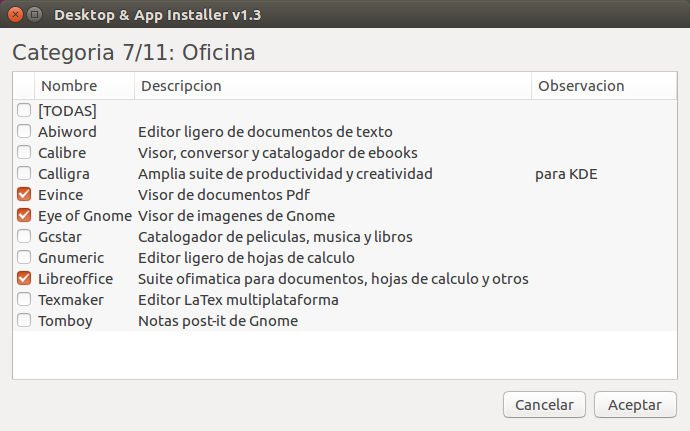 Desktop & App Installer v1.3
Categoria 7/11: Oficina
Nombre Descripcion Observacion
[TODAS]
Abiword Editor ligero de documentos de texto
Calibre Visor, conversor y catalogador de ebooks
Calligra Amplia suite de productividad y creatividad para KDE
Evince Visor de documentos Pdf
Eye of Gnome Visor de imagenes de Gnome
Gcstar Catalogador de peliculas, musica y libros
Gnumeric Editor ligero de hojas de calculo
Libreoffice Suite ofimatica para documentos, hojas de calculo y otros
Texmaker Editor LaTex multiplataforma
Tomboy Notas post-it de Gnome
Cancelar Aceptar